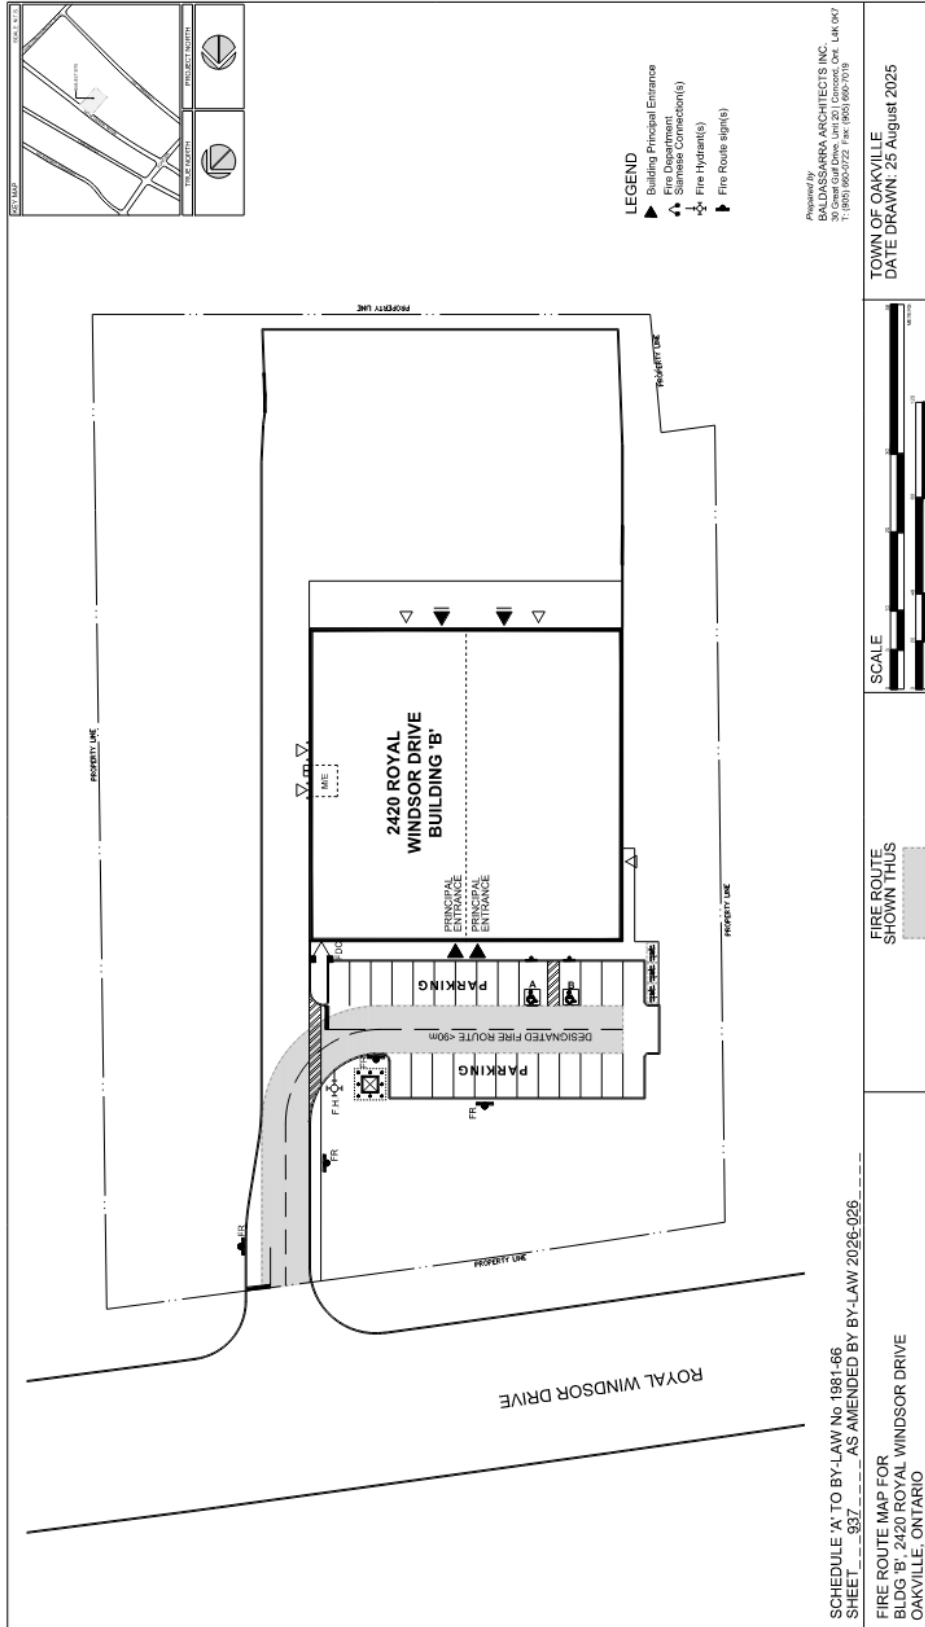 KEY MAP
SCALE: N.T.S.
TRUE NORTH
PROJECT NORTH
LEGEND
Building Principal Entrance
Fire Department
Siamese Connection(s)
Fire Hydrant(s)
Fire Route sign(s)
Prepared by
BALDASSARRA ARCHITECTS INC.
30 Great Gulf Drive, Unit 20 | Concord, Ont. L4K 0K7
T: (905) 660-0722 Fax: (905) 660-7019
PROPERTY LINE
PROPERTY LINE
PROPERTY LINE
PROPERTY LINE
PROPERTY LINE
2420 ROYAL
WINDSOR DRIVE
BUILDING 'B'
M/E
PRINCIPAL
ENTRANCE
PRINCIPAL
ENTRANCE
FDC
PARKING
A
B
DESIGNATED FIRE ROUTE <90m
PARKING
F.H
FR
FR
FR
ROYAL WINDSOR DRIVE
SCHEDULE 'A' TO BY-LAW No 1981-66
SHEET 937 AS AMENDED BY BY-LAW 2026-026
FIRE ROUTE MAP FOR
BLDG 'B', 2420 ROYAL WINDSOR DRIVE
OAKVILLE, ONTARIO
FIRE ROUTE
SHOWN THUS
SCALE
TOWN OF OAKVILLE
DATE DRAWN: 25 August 2025